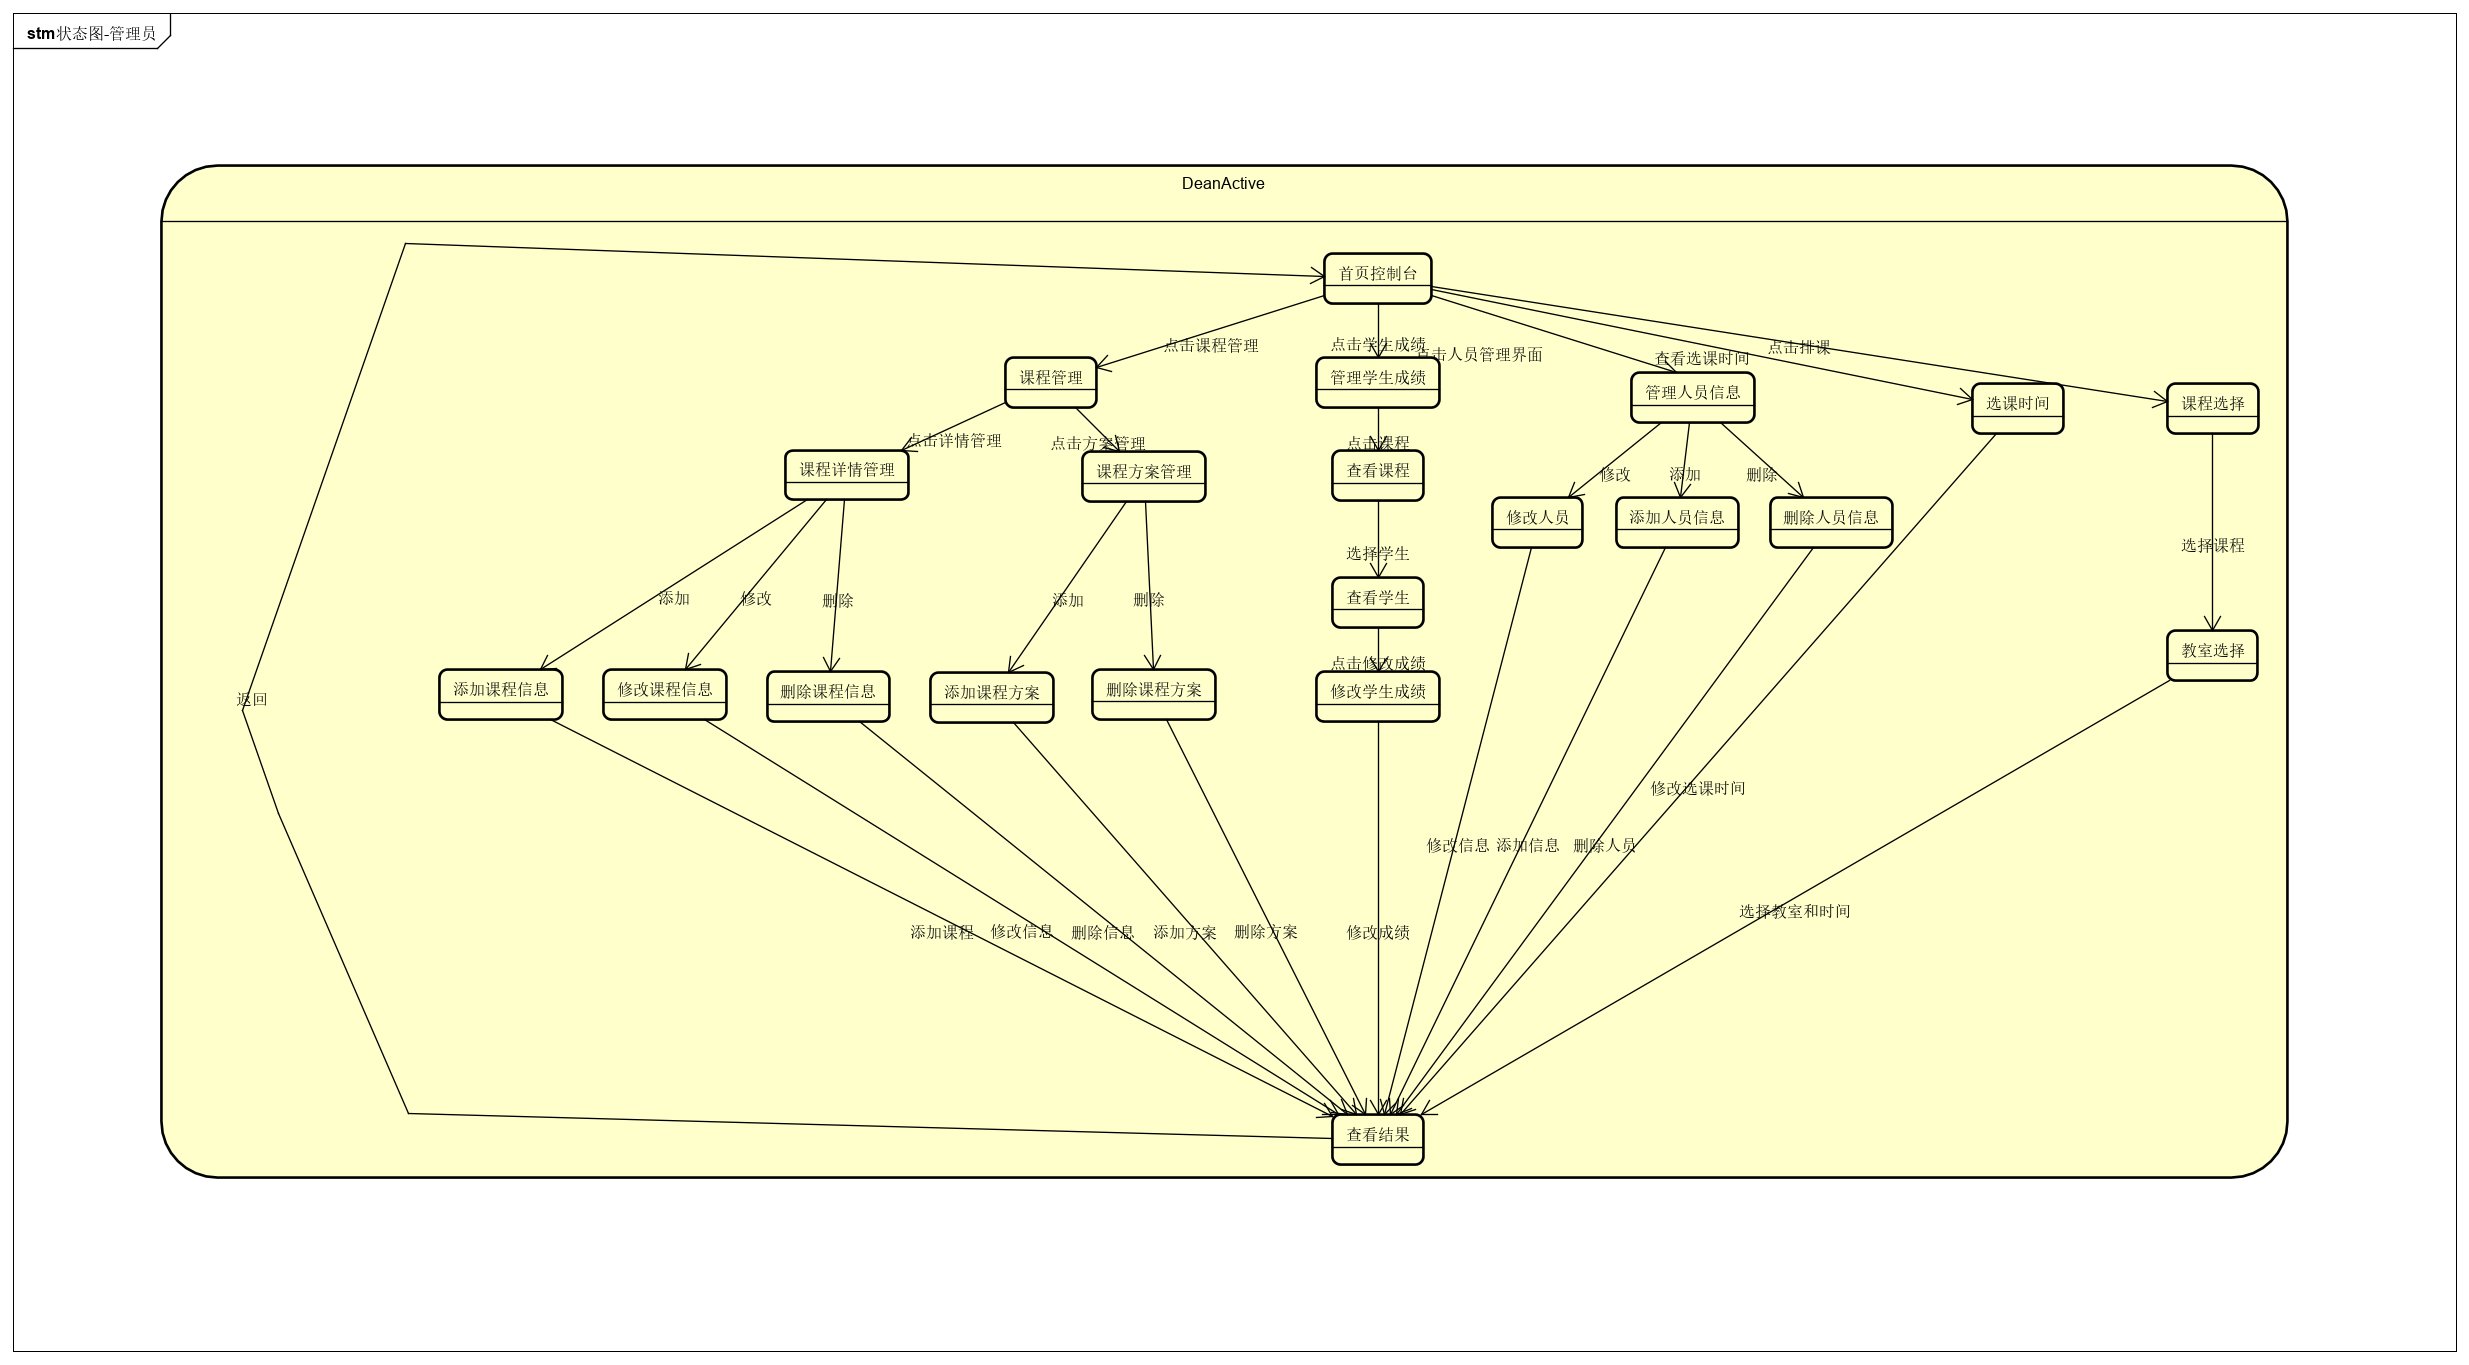 stm状态图-管理员
DeanActive
首页控制台
点击课程管理
点击学生成绩
点击人员管理界面
查看选课时间
点击排课
课程管理
管理学生成绩
管理人员信息
选课时间
课程选择
点击详情管理
点击方案管理
点击课程
课程详情管理
课程方案管理
查看课程
修改
添加
删除
修改人员
添加人员信息
删除人员信息
选择学生
选择课程
添加
修改
删除
添加
删除
查看学生
教室选择
点击修改成绩
返回
添加课程信息
修改课程信息
删除课程信息
添加课程方案
删除课程方案
修改学生成绩
修改选课时间
修改信息
添加信息
删除人员
选择教室和时间
添加课程
修改信息
删除信息
添加方案
删除方案
修改成绩
查看结果